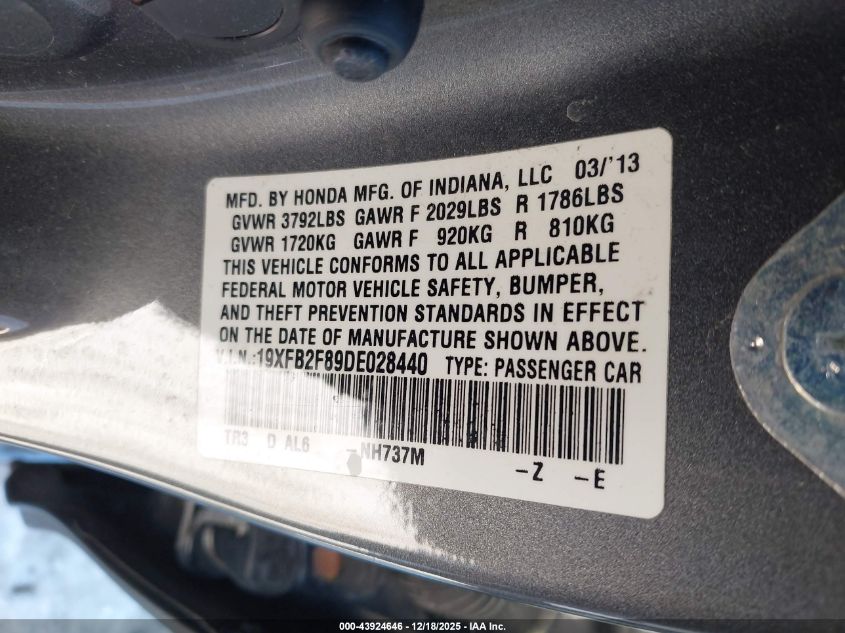 MFD. BY HONDA MFG. OF INDIANA, LLC 03/'13
GVWR 3792LBS GAWR F 2029LBS R 1786LBS
GVWR 1720KG GAWR F 920KG R 810KG
THIS VEHICLE CONFORMS TO ALL APPLICABLE
FEDERAL MOTOR VEHICLE SAFETY, BUMPER,
AND THEFT PREVENTION STANDARDS IN EFFECT
ON THE DATE OF MANUFACTURE SHOWN ABOVE.
V.I.N.:19XFB2F89DE028440 TYPE: PASSENGER CAR
TR3 D AL6 -NH737M -Z -E
000-43924646 | 12/18/2025 | IAA Inc.